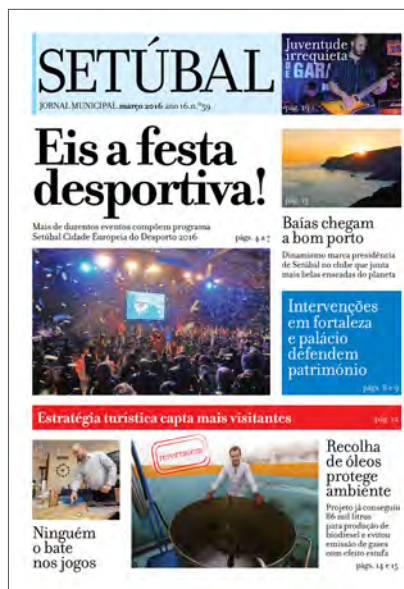 SETÚBAL
JORNAL MUNICIPAL março 2016 ano 16.n.º59
Juventude
irrequieta
GARA
pág. 19
Eis a festa
desportiva!
Mais de duzentos eventos compõem programa
Setúbal Cidade Europeia do Desporto 2016
págs. 4 a 7
pág. 13
Baías chegam
a bom porto
Dinamismo marca presidência
de Setúbal no clube que junta
mais belas enseadas do planeta
Intervenções
em fortaleza
e palácio
defendem
património
págs. 8 e 9
Estratégia turística capta mais visitantes
pág. 12
Ninguém
o bate
nos jogos
reportagem
Recolha
de óleos
protege
ambiente
Projeto já conseguiu
86 mil litros
para produção de
biodiesel e evitou
emissão de gases
com efeito estufa
págs. 14 e 15